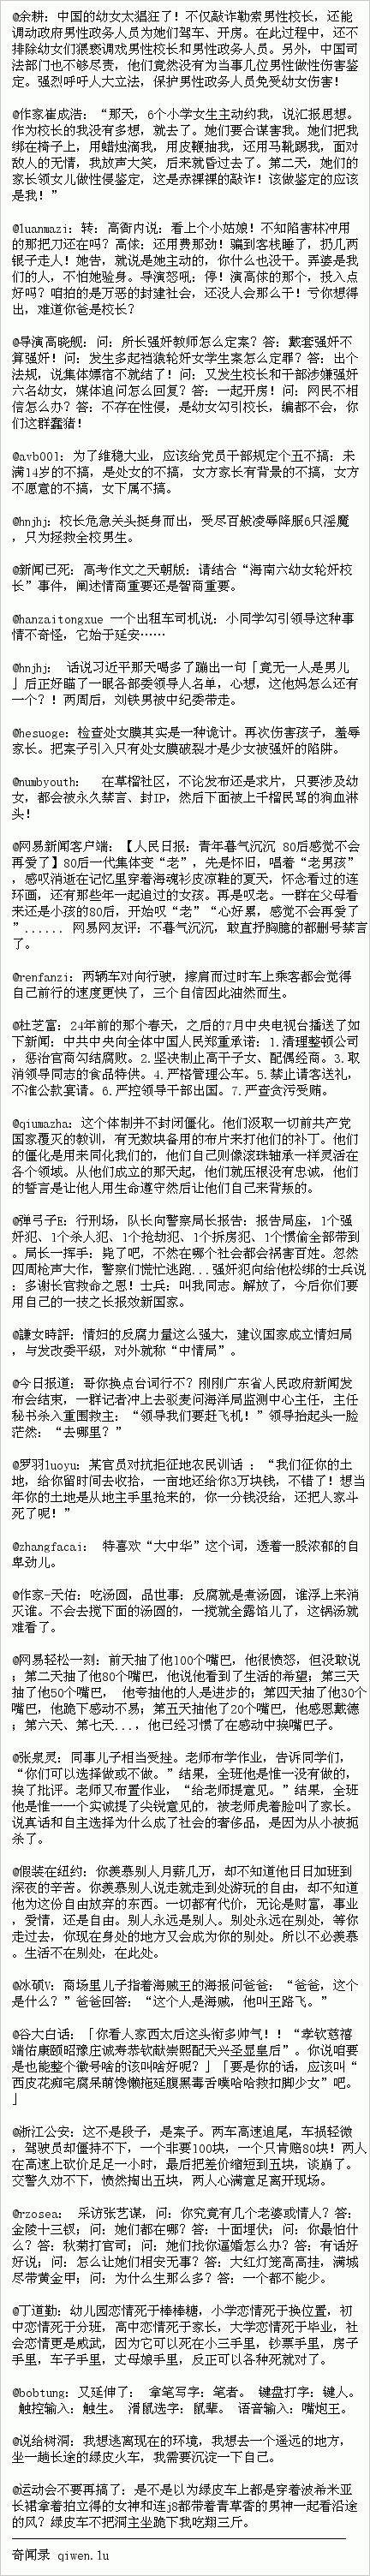 @余耕：中国的幼女太猖狂了！不仅敲诈勒索男性校长，还能
调动政府男性政务人员为她们驾车、开房。在此过程中，还不
排除幼女们猥亵调戏男性校长和男性政务人员。另外，中国司
法部门也不够尽责，他们竟然没有为当事几位男性做性伤害鉴
定。强烈呼吁人大立法，保护男性政务人员免受幼女伤害！
@作家崔成浩：“那天，6个小学女生主动约我，说汇报思想。
作为校长的我没有多想，就去了。她们要合谋害我。她们把我
绑在椅子上，用蜡烛滴我，用皮鞭抽我，还用马靴踢我，面对
敌人的无情，我放声大笑，后来就昏过去了。第二天，她们的
家长领女儿做性侵鉴定，这是赤裸裸的敲诈！该做鉴定的应该
是我！”
@luanmazi：转：高衙内说：看上个小姑娘！不知陷害林冲用
的那把刀还在吗？高俅：还用费那劲！骗到客栈睡了，扔几两
银子走人！她告，就说是她主动的，你什么也没干。弄婆是我
们的人，不怕她验身。导演怒吼：停！演高俅的那个，投入点
好吗？咱拍的是万恶的封建社会，还没人会那么干！亏你想得
出，难道你爸是校长？
@导演高晓舰：问：所长强奸教师怎么定案？答：戴套强奸不
算强奸！问：发生多起裆猿轮奸女学生案怎么定罪？答：出个
法规，说集体嫖宿不就结了！问：又发生校长和干部涉嫌强奸
六名幼女，媒体追问怎么回复？答：一起开房！问：网民不相
信怎么办？答：不存在性侵，是幼女勾引校长，编都不会，你
们这群蠢猪！
@avb001：为了维稳大业，应该给党员干部规定个五不搞：未
满14岁的不搞，是处女的不搞，女方家长有背景的不搞，女方
不愿意的不搞，女下属不搞。
@hnjhj：校长危急关头挺身而出，受尽百般凌辱降服6只淫魔
，只为拯救全校男生。
@新闻已死：高考作文之天朝版：请结合“海南六幼女轮奸校
长”事件，阐述情商重要还是智商重要。
@hanzaitongxue 一个出租车司机说：小同学勾引领导这种事
情不奇怪，它始于延安……
@hnjhj： 话说习近平那天喝多了蹦出一句「竟无一人是男儿
」后正好瞄了一眼各部委领导人名单，心想，这他妈怎么还有
一个？！两周后，刘铁男被中纪委带走。
@hesuoge：检查处女膜其实是一种诡计。再次伤害孩子，羞辱
家长。把案子引入只有处女膜破裂才是少女被强奸的陷阱。
@numbyouth： 在草榴社区，不论发布还是求片，只要涉及幼
女，都会被永久禁言、封IP，然后下面被上千榴民骂的狗血淋
头！
@网易新闻客户端：【人民日报：青年暮气沉沉 80后感觉不会
再爱了】80后一代集体变“老”，先是怀旧，唱着“老男孩”
，感叹消逝在记忆里穿着海魂衫皮凉鞋的夏天，怀念看过的连
环画，还有那些年一起追过的女孩。再是叹老。一群在父母看
来还是小孩的80后，开始叹“老”“心好累，感觉不会再爱了
”...... 网易网友评：不暮气沉沉，敢直抒胸臆的都删号禁言
了。
@renfanzi：两辆车对向行驶，擦肩而过时车上乘客都会觉得
自己前行的速度更快了，三个自信因此油然而生。
@杜芝富：24年前的那个春天，之后的7月中央电视台播送了如
下新闻：中共中央向全体中国人民郑重承诺：1.清理整顿公司
，惩治官商勾结腐败。2.坚决制止高干子女、配偶经商。3.取
消领导同志的食品特供。4.严格管理公车。5.禁止请客送礼，
不准公款宴请。6.严控领导干部出国。7.严查贪污受贿。
@qiumazha：这个体制并不封闭僵化。他们汲取一切前共产党
国家覆灭的教训，有无数块备用的布片来打他们的补丁。他们
的僵化是用来同化我们的，他们自己则像滚珠轴承一样灵活在
各个领域。从他们成立的那天起，他们就压根没有忠诚，他们
的誓言是让他人用生命遵守然后让他们自己来背叛的。
@弹弓子E：行刑场，队长向警察局长报告：报告局座，1个强
奸犯、1个杀人犯、1个抢劫犯、1个拆房犯、1个惯偷全部带到
。局长一挥手：毙了吧，不然在哪个社会都会祸害百姓。忽然
四周枪声大作，警察们慌忙逃跑...强奸犯向给他松绑的士兵说
：多谢长官救命之恩！士兵：叫我同志。解放了，今后你们要
用自己的一技之长报效新国家。
@謙女時評：情妇的反腐力量这么强大，建议国家成立情妇局
，与发改委平级，对外就称“中情局”。
@今日报道：哥你换点台词行不？刚刚广东省人民政府新闻发
布会结束，一群记者冲上去驳麦问海洋局监测中心主任，主任
秘书杀入重围救主：“领导我们要赶飞机！”领导抬起头一脸
茫然：“去哪里？”
@罗羽luoyu：某官员对抗拒征地农民训话 ：“我们征你的土
地，给你留时间去收拾，一亩地还给你3万块钱，不错了！想当
年你的土地是从地主手里抢来的，你一分钱没给，还把人家斗
死了呢！”
@zhangfacai： 特喜欢“大中华”这个词，透着一股浓郁的自
卑劲儿。
@作家-天佑：吃汤圆，品世事：反腐就是煮汤圆，谁浮上来消
灭谁。不会去搅下面的汤圆的，一搅就全露馅儿了，这锅汤就
难看了。
@网易轻松一刻：前天抽了他100个嘴巴，他很愤怒，但没敢说
；第二天抽了他80个嘴巴，他说他看到了生活的希望；第三天
抽了他50个嘴巴， 他夸抽他的人是进步的；第四天抽了他30个
嘴巴，他跪下感动不易；第五天抽他了20个嘴巴，他感恩戴德
；第六天、第七天...，他已经习惯了在感动中挨嘴巴子。
@张泉灵：同事儿子相当受挫。老师布学作业，告诉同学们，
“你们可以选择做或不做。”结果，全班他是惟一没有做的，
挨了批评。老师又布置作业，“给老师提意见。”结果，全班
他是惟一一个实诚提了尖锐意见的，被老师虎着脸叫了家长。
说真话和自主选择为什么成了社会的奢侈品，是因为从小被扼
杀了。
@假装在纽约：你羡慕别人月薪几万，却不知道他日日加班到
深夜的辛苦。你羡慕别人说走就走到处游玩的自由，却不知道
他为这份自由放弃的东西。一切都有代价，无论是财富，事业
，爱情，还是自由。别人永远是别人。别处永远在别处，等你
走过去，你现在身处的地方又会成为你的别处。所以不必羡慕
。生活不在别处，在此处。
@冰硕V：商场里儿子指着海贼王的海报问爸爸：“爸爸，这个
是什么？”爸爸回答：“这个人是海贼，他叫王路飞。”
@谷大白话：「你看人家西太后这头衔多帅气！！“孝钦慈禧
端佑康颐昭豫庄诚寿恭钦献崇熙配天兴圣显皇后”。你说咱要
是也能整个徽号啥的该叫啥好呢？」「要是你的话，应该叫“
西皮花痴宅腐呆萌馋懒拖延腹黑毒舌噗哈哈救扣脚少女”吧。
」
@浙江公安：这不是段子，是案子。两车高速追尾，车损轻微
，驾驶员却僵持不下，一个非要100块，一个只肯赔80块！两人
在高速上砍价足足一小时，最后把差价缩短到五块，谈崩了。
交警久劝不下，愤然掏出五块，两人心满意足离开现场。
@rzosea： 采访张艺谋，问：你究竟有几个老婆或情人？答：
金陵十三钗；问：她们都在哪？答：十面埋伏；问：你最怕什
么？答：秋菊打官司；问：她们找你逼婚怎么办？答：有话好
好说；问：怎么让她们相安无事？答：大红灯笼高高挂，满城
尽带黄金甲；问：为什么生那么多？答：一个都不能少。
@丁道勤：幼儿园恋情死于棒棒糖，小学恋情死于换位置，初
中恋情死于分班，高中恋情死于家长，大学恋情死于毕业，社
会恋情更是威武，因为它可以死在小三手里，钞票手里，房子
手里，车子手里，丈母娘手里，反正可以各种死就对了。
@bobtung：又延伸了： 拿笔写字：笔者。 键盘打字：键人。
触控输入：触生。 滑鼠选字：鼠辈。 语音输入：嘴炮王。
@说给树洞：我想逃离现在的环境，我想去一个遥远的地方，
坐一趟长途的绿皮火车，我需要沉淀一下自己。
@运动会不要再搞了：是不是以为绿皮车上都是穿着波希米亚
长裙拿着拍立得的女神和连j8都带着青草香的男神一起看沿途
的风？绿皮车不把洞主坐跪下我吃翔三斤。
奇闻录 qiwen.lu